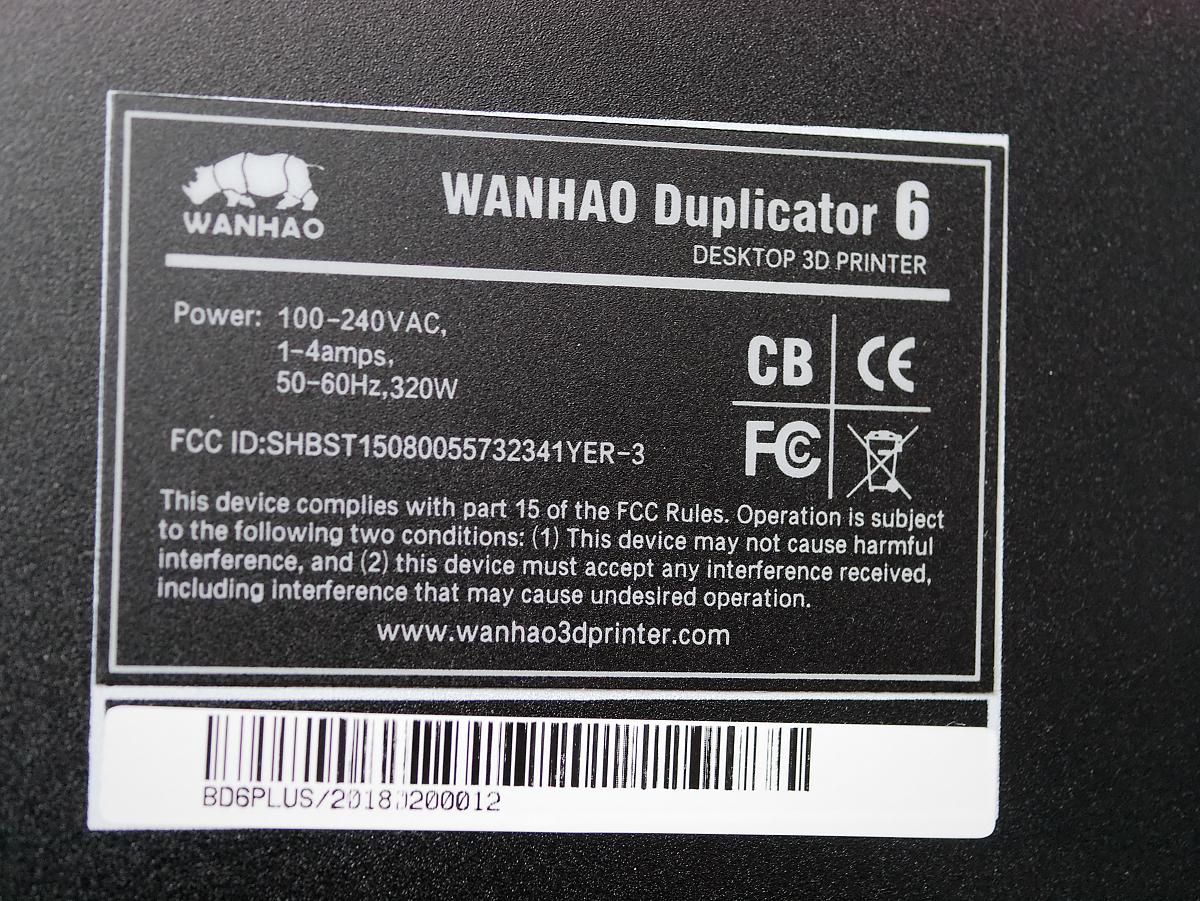 WANHAO
WANHAO Duplicator 6
DESKTOP 3D PRINTER
Power: 100-240VAC,
1-4amps,
50-60Hz,320W
CB
CE
FCC ID:SHBST15080055732341YER-3
FC
This device complies with part 15 of the FCC Rules. Operation is subject
to the following two conditions: (1) This device may not cause harmful
interference, and (2) this device must accept any interference received,
including interference that may cause undesired operation.
www.wanhao3dprinter.com